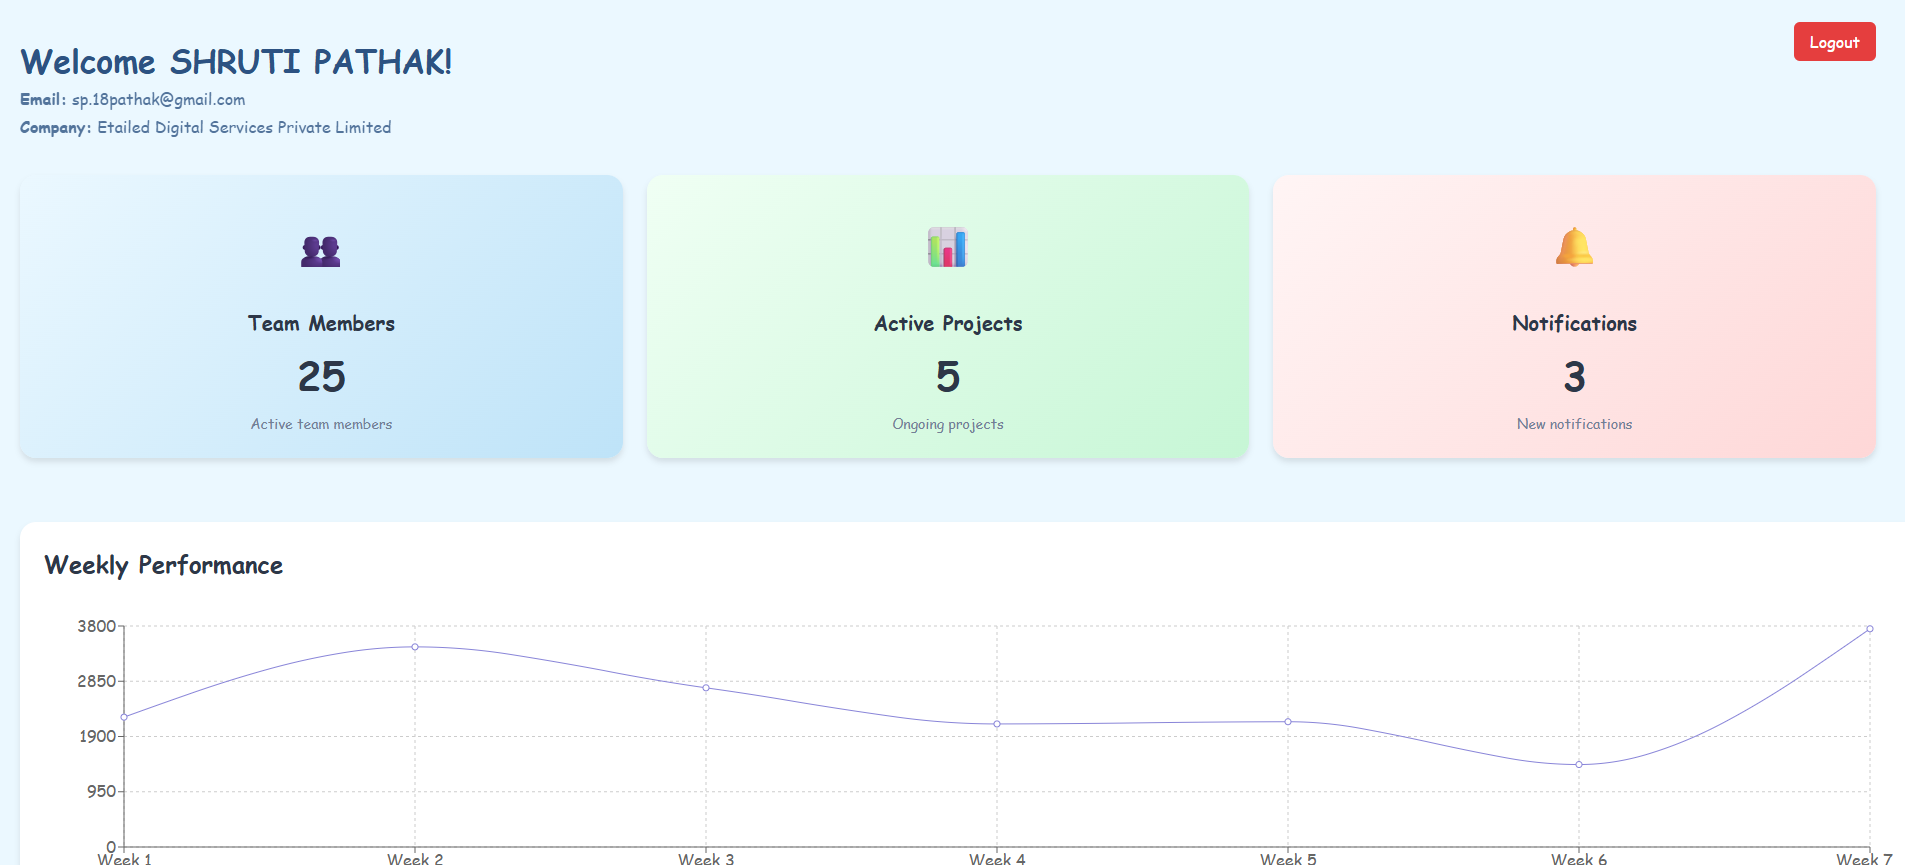 Logout
Welcome SHRUTI PATHAK!
Email: sp.18pathak@gmail.com
Company: Etailed Digital Services Private Limited
Team Members
25
Active team members
Active Projects
5
Ongoing projects
Notifications
3
New notifications
Weekly Performance
3800
2850
1900
950
0
Week 1 Week 2 Week 3 Week 4 Week 5 Week 6 Week 7